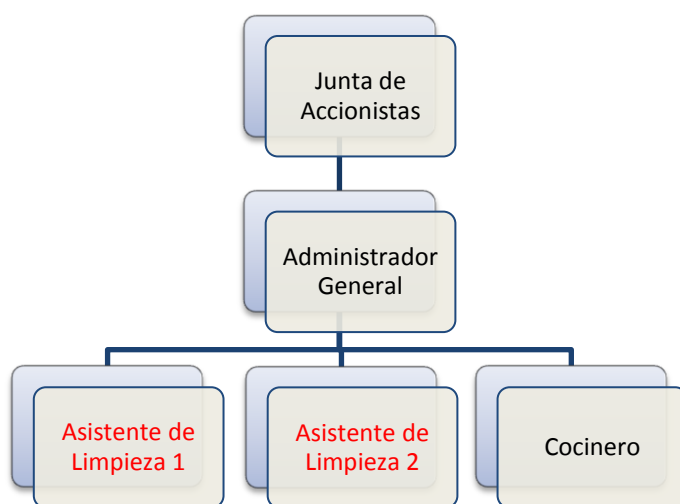 Junta de
Accionistas
Administrador
General
Asistente de
Limpieza 1
Asistente de
Limpieza 2
Cocinero